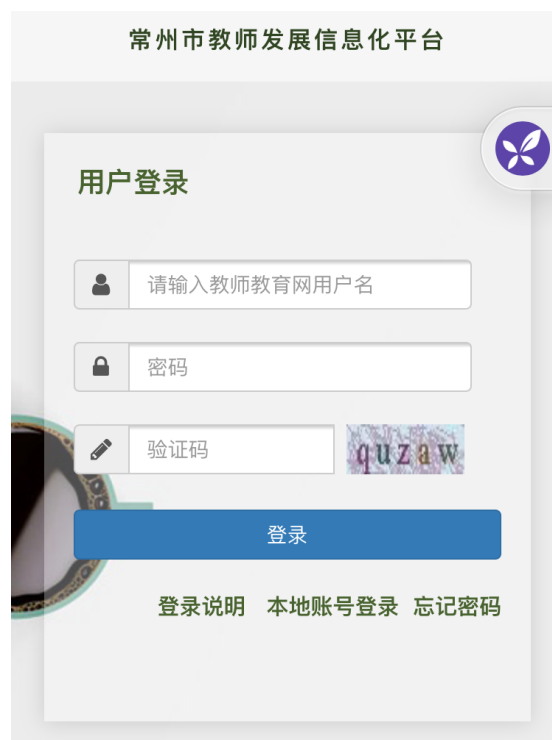 常州市教师发展信息化平台
用户登录
请输入教师教育网用户名
密码
验证码 quzaw
登录
登录说明 本地账号登录 忘记密码